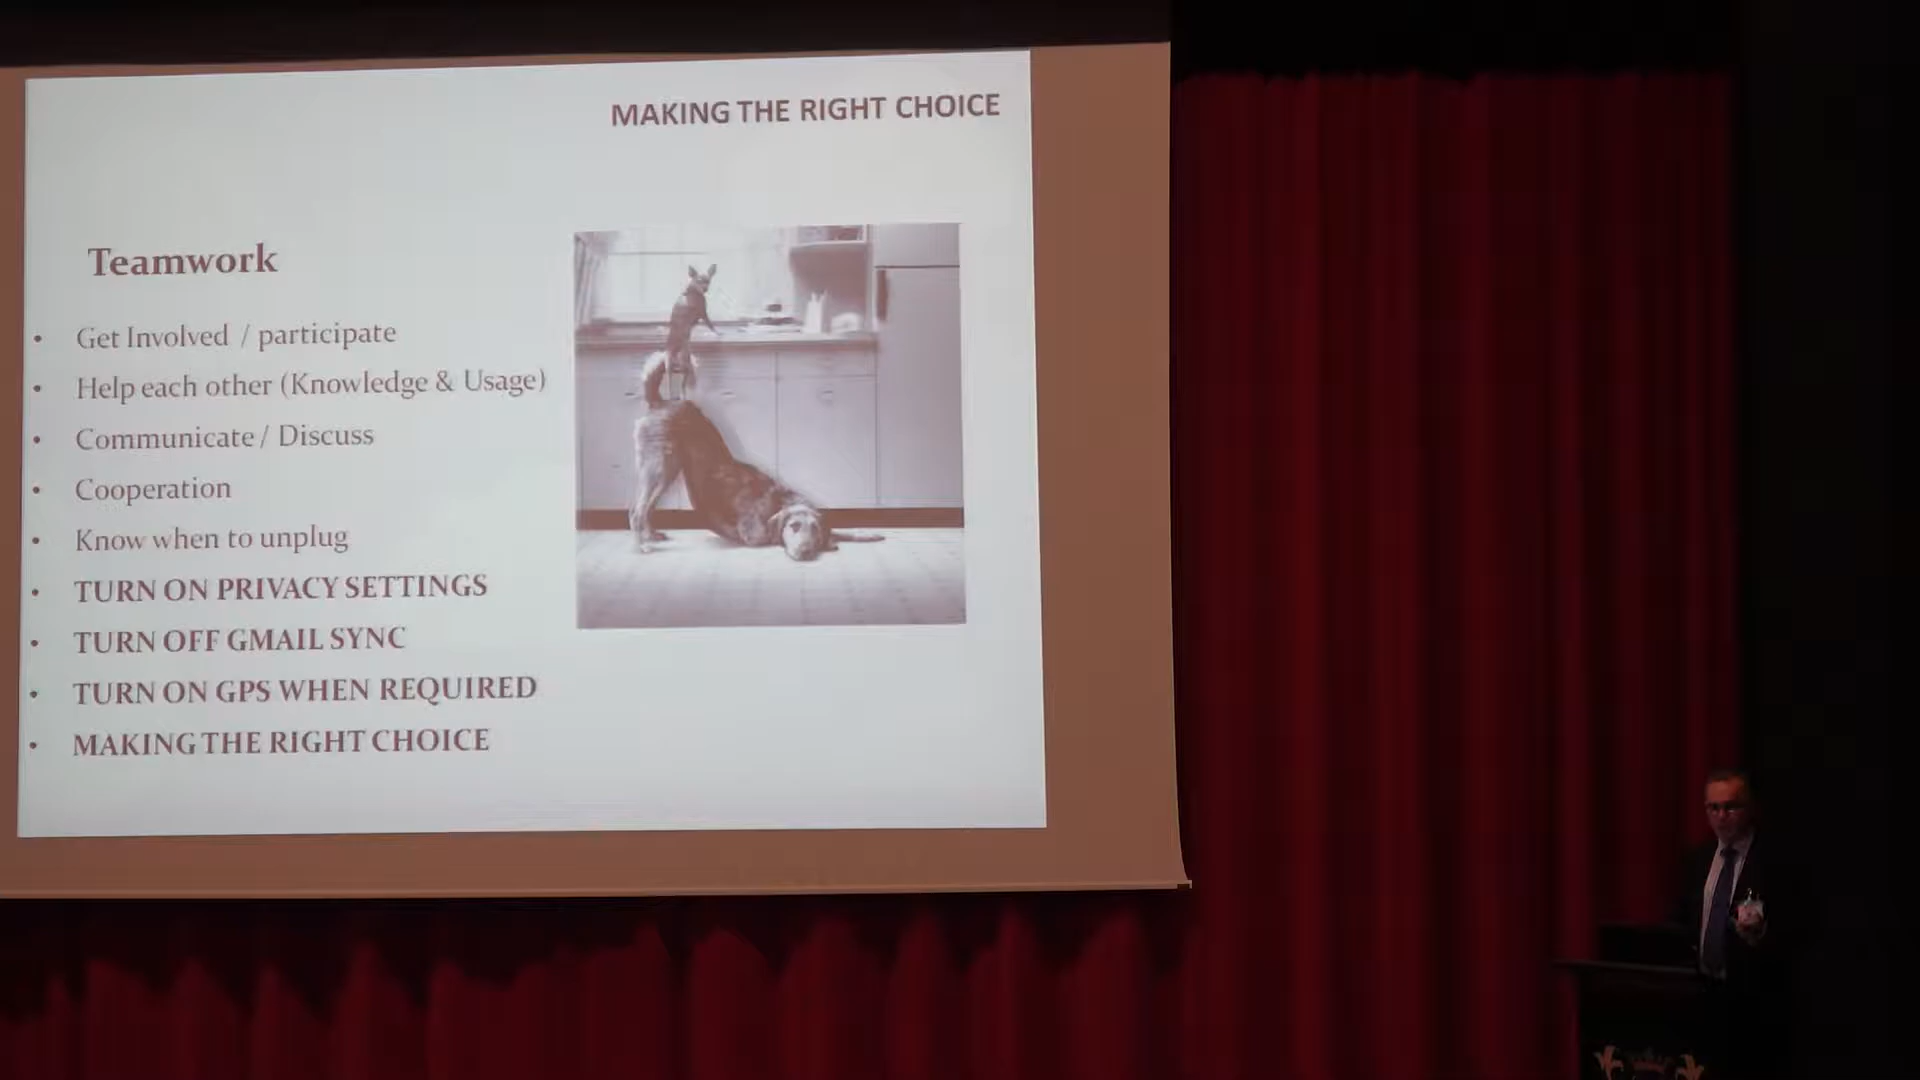 MAKING THE RIGHT CHOICE
Teamwork
• Get Involved / participate
• Help each other (Knowledge & Usage)
• Communicate / Discuss
• Cooperation
• Know when to unplug
• TURN ON PRIVACY SETTINGS
• TURN OFF GMAIL SYNC
• TURN ON GPS WHEN REQUIRED
• MAKING THE RIGHT CHOICE